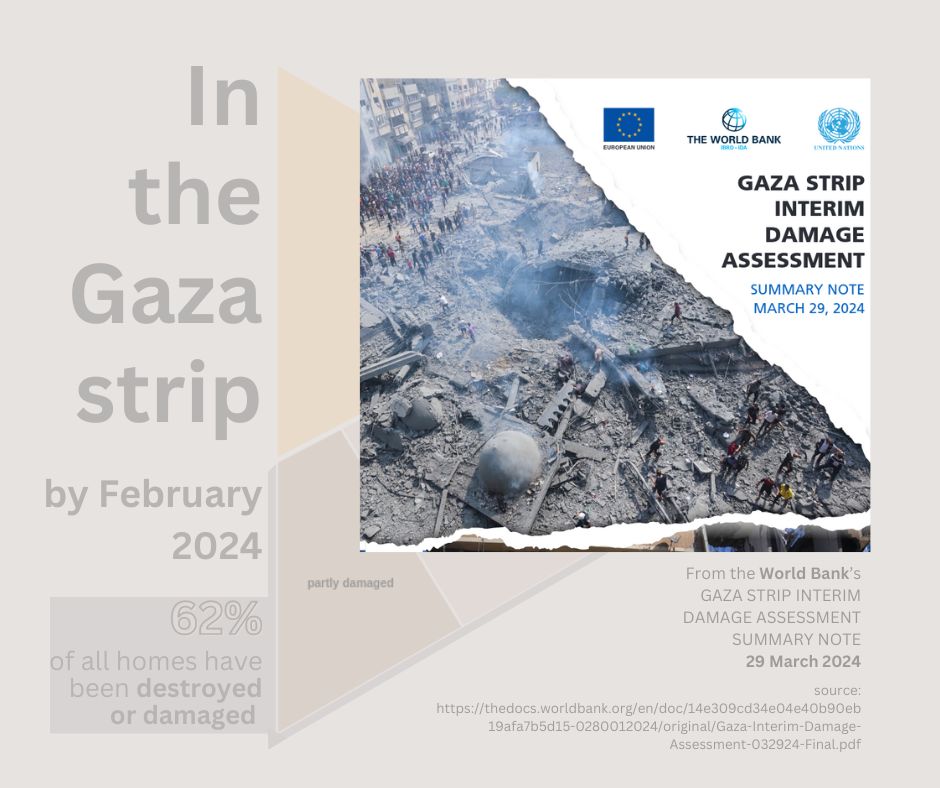 In
the
Gaza
strip
by February
2024
62%
of all homes have
been destroyed
or damaged
partly damaged
EUROPEAN UNION
THE WORLD BANK
IBRD • IDA
UNITED NATIONS
GAZA STRIP
INTERIM
DAMAGE
ASSESSMENT
SUMMARY NOTE
MARCH 29, 2024
From the World Bank's
GAZA STRIP INTERIM
DAMAGE ASSESSMENT
SUMMARY NOTE
29 March 2024
source:
https://thedocs.worldbank.org/en/doc/14e309cd34e04e40b90eb
19afa7b5d15-0280012024/original/Gaza-Interim-Damage-
Assessment-032924-Final.pdf